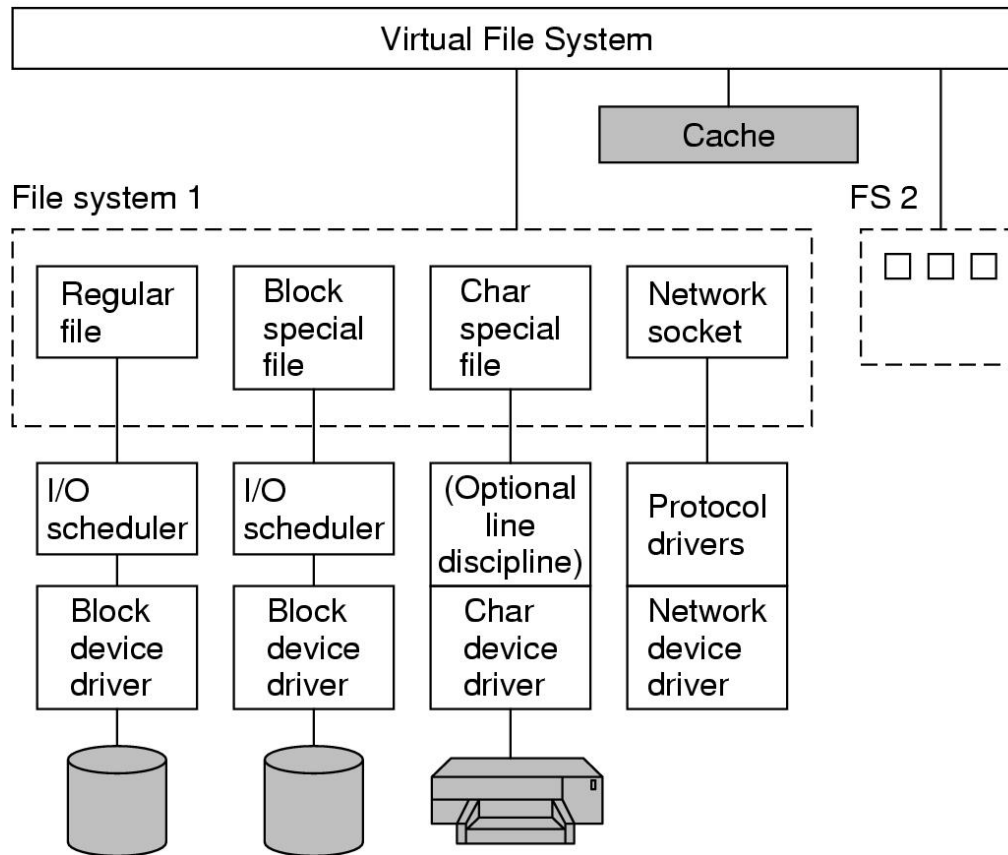 Virtual File System
Cache
File system 1
FS 2
Regular
file
Block
special
file
Char
special
file
Network
socket
I/O
scheduler
I/O
scheduler
(Optional
line
discipline)
Protocol
drivers
Block
device
driver
Block
device
driver
Char
device
driver
Network
device
driver